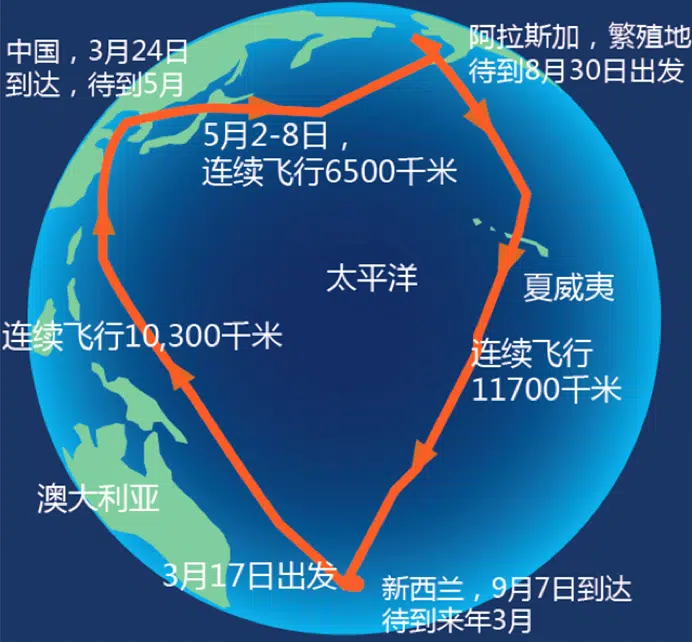 中国，3月24日
到达，待到5月
阿拉斯加，繁殖地
待到8月30日出发
5月2-8日，
连续飞行6500千米
太平洋
夏威夷
连续飞行10,300千米
连续飞行
11700千米
澳大利亚
3月17日出发
新西兰，9月7日到达
待到来年3月